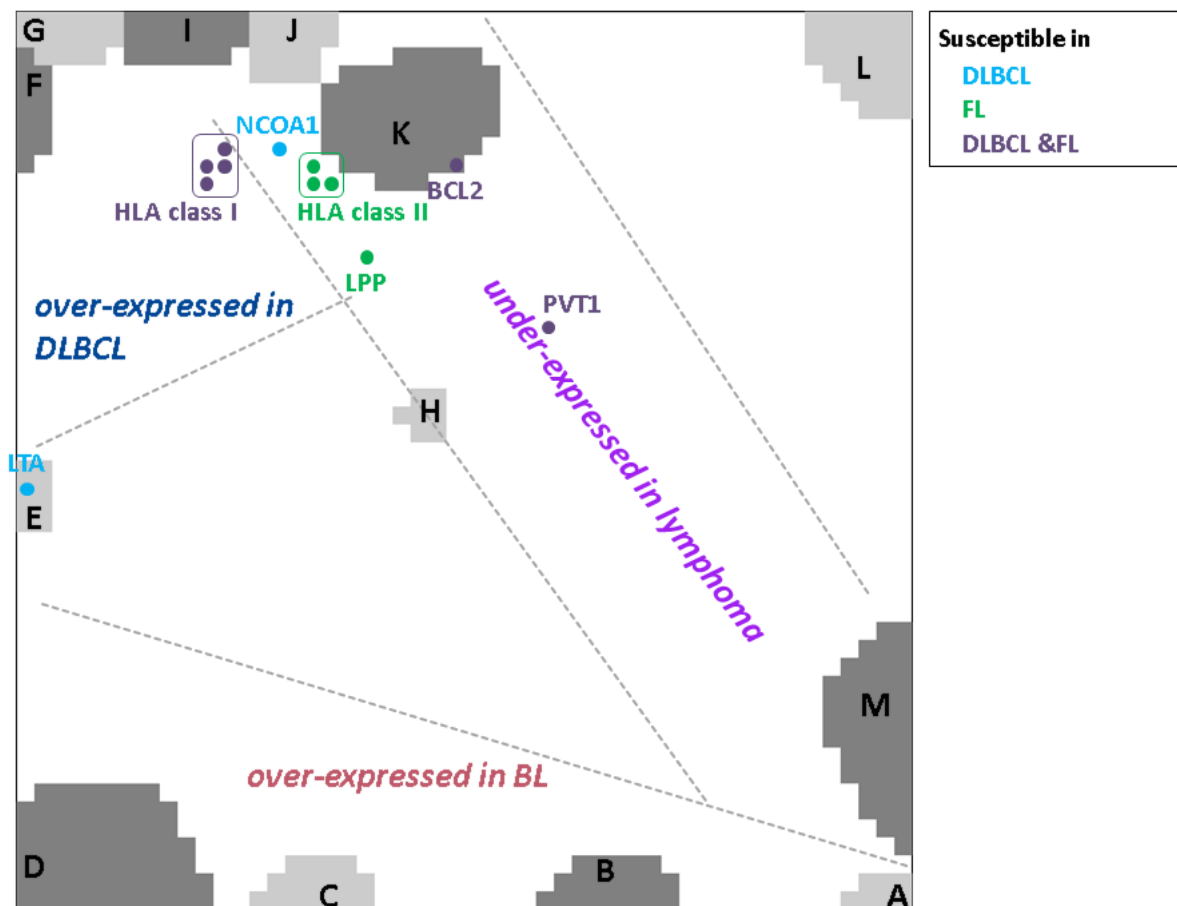 G
I
J
L
F
K
NCOA1
BCL2
HLA class I
HLA class II
LPP
over-expressed in
DLBCL
PVT1
under-expressed in lymphoma
H
LTA
E
M
over-expressed in BL
D
C
B
A
Susceptible in
DLBCL
FL
DLBCL &FL